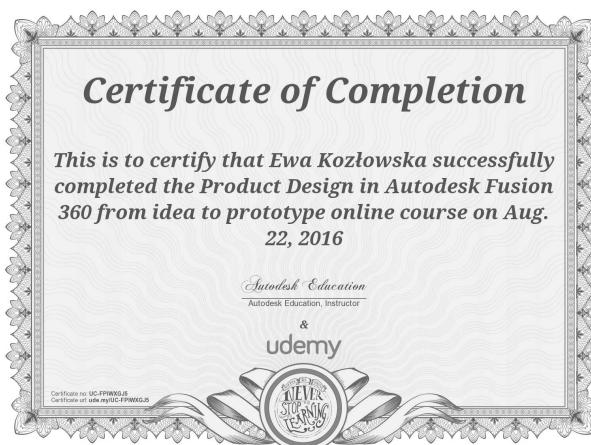 Certificate of Completion
This is to certify that Ewa Kozłowska successfully
completed the Product Design in Autodesk Fusion
360 from idea to prototype online course on Aug.
22, 2016
Autodesk Education
Autodesk Education, Instructor
&
udemy
Certificate no: UC-FPIWXGJ5
Certificate url: ude.my/UC-FPIWXGJ5
NEVER
STOP
LEARNING